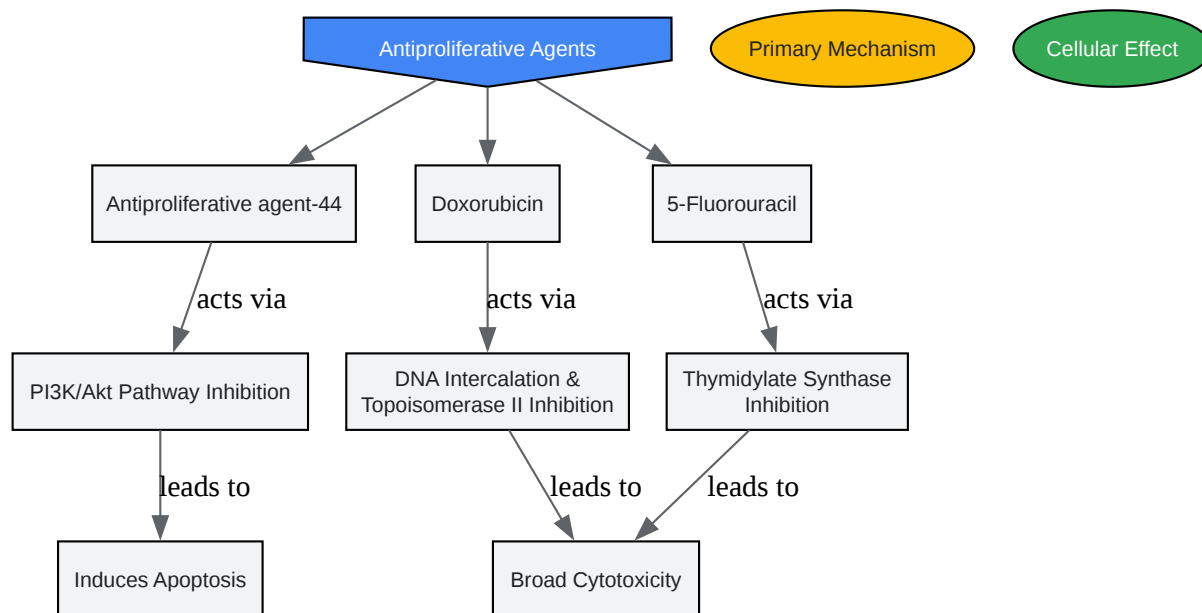 Antiproliferative Agents
Primary Mechanism
Cellular Effect
Antiproliferative agent-44
Doxorubicin
5-Fluorouracil
acts via
acts via
acts via
PI3K/Akt Pathway Inhibition
DNA Intercalation &
Topoisomerase II Inhibition
Thymidylate Synthase
Inhibition
leads to
leads to
leads to
Induces Apoptosis
Broad Cytotoxicity